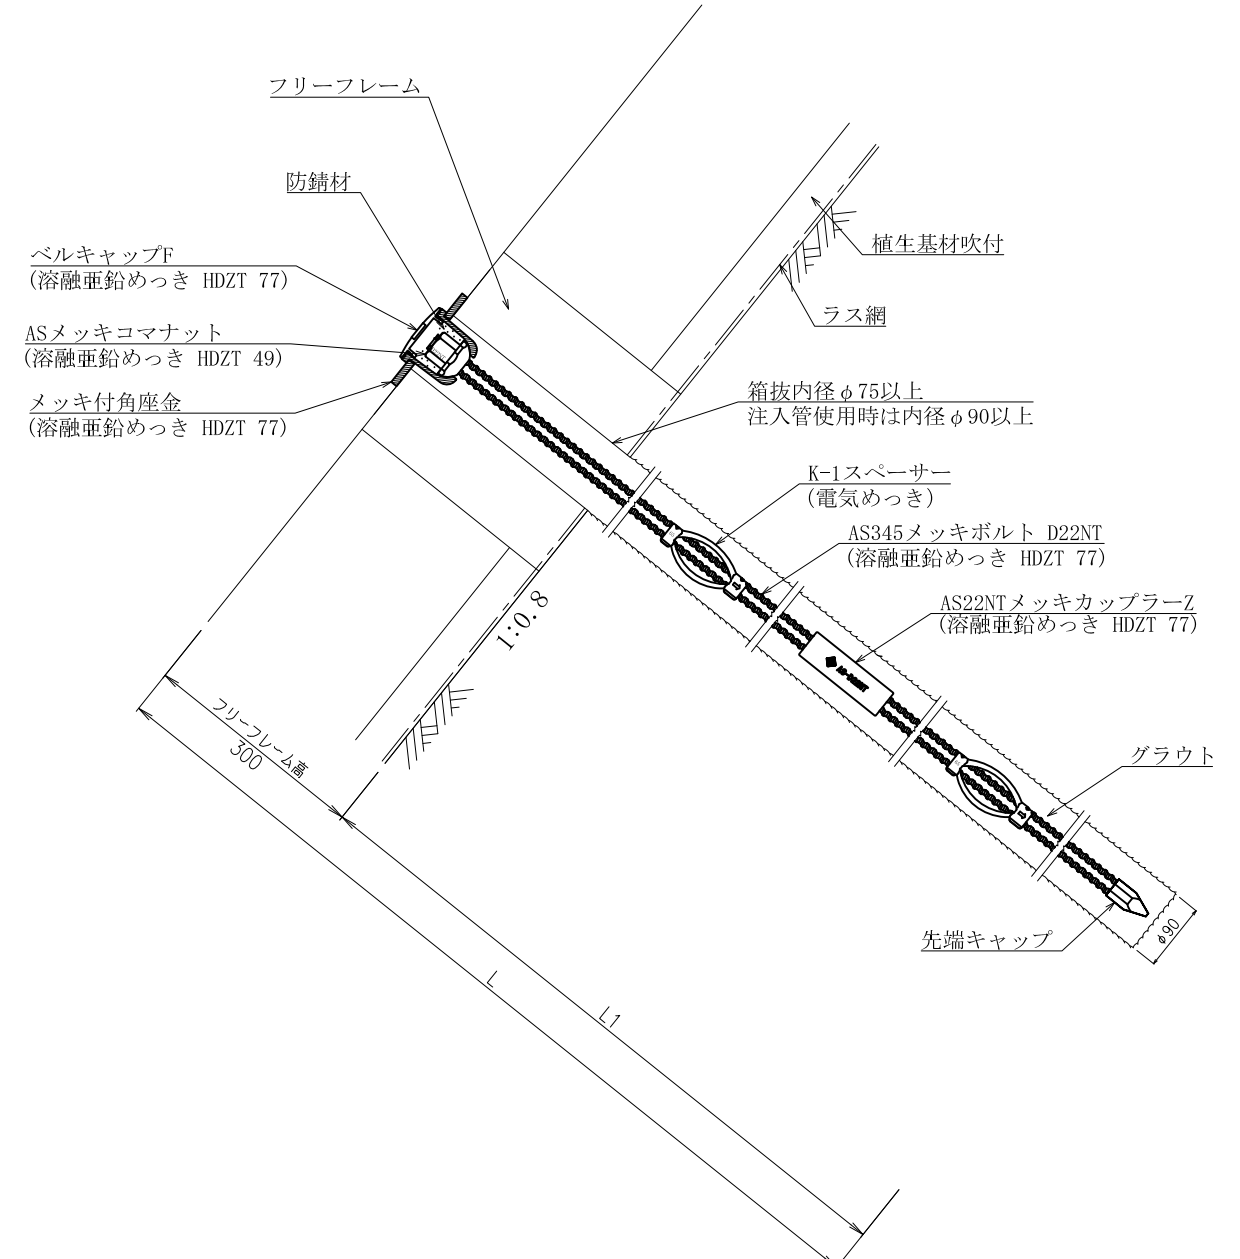 フリーフレーム
防錆材
ベルキャップF
(溶融亜鉛めっき HDZT 77)
ASメッキコマナット
(溶融亜鉛めっき HDZT 49)
メッキ付角座金
(溶融亜鉛めっき HDZT 77)
植生基材吹付
ラス網
箱抜内径φ75以上
注入管使用時は内径φ90以上
K-1スペーサー
(電気めっき)
AS345メッキボルト D22NT
(溶融亜鉛めっき HDZT 77)
AS22NTメッキカップラーZ
(溶融亜鉛めっき HDZT 77)
1:0.8
フリーフレーム高
300
グラウト
先端キャップ
φ90
L
L1